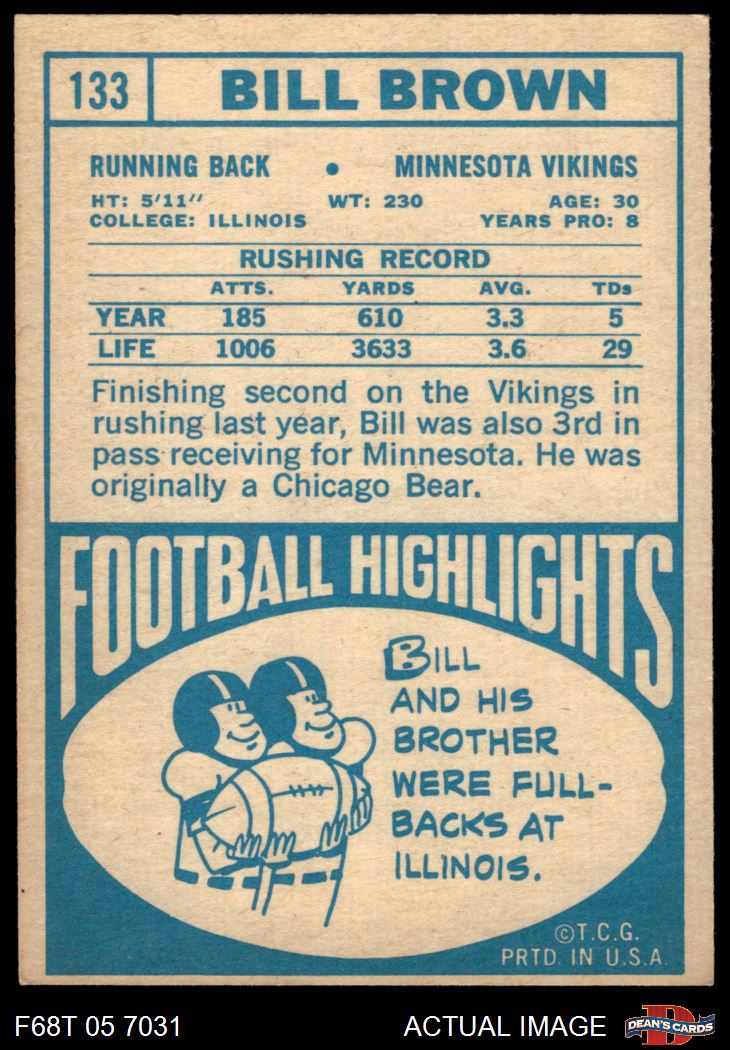 133 BILL BROWN
RUNNING BACK • MINNESOTA VIKINGS
HT: 5'11" WT: 230 AGE: 30
COLLEGE: ILLINOIS YEARS PRO: 8
RUSHING RECORD
ATTS. YARDS AVG. TDs
YEAR 185 610 3.3 5
LIFE 1006 3633 3.6 29
Finishing second on the Vikings in
rushing last year, Bill was also 3rd in
pass receiving for Minnesota. He was
originally a Chicago Bear.
FOOTBALL HIGHLIGHTS
BILL
AND HIS
BROTHER
WERE FULL-
BACKS AT
ILLINOIS.
©T.C.G.
PRTD. IN U.S.A.
F68T 05 7031 ACTUAL IMAGE
D
DEAN'S CARDS